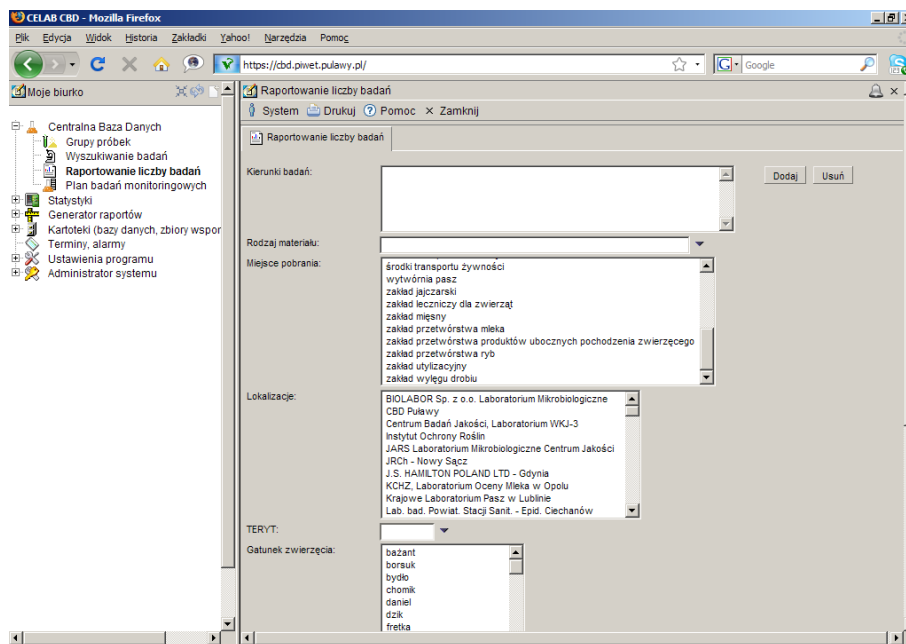 CELAB CBD - Mozilla Firefox
Plik Edycja Widok Historia Zakładki Yahoo! Narzędzia Pomoc
https://cbd.piwet.pulawy.pl/
G Google
Moje biurko
Centralna Baza Danych
Grupy próbek
Wyszukiwanie badań
Raportowanie liczby badań
Plan badań monitoringowych
Statystyki
Generator raportów
Kartoteki (bazy danych, zbiory wspor
Terminy, alarmy
Ustawienia programu
Administrator systemu
Raportowanie liczby badań
System Drukuj Pomoc Zamknij
Raportowanie liczby badań
Kierunki badań:
Dodaj Usuń
Rodzaj materiału:
Miejsce pobrania:
środki transportu żywności
wytwórnia pasz
zakład jajczarski
zakład leczniczy dla zwierząt
zakład mięsny
zakład przetwórstwa mleka
zakład przetwórstwa produktów ubocznych pochodzenia zwierzęcego
zakład przetwórstwa ryb
zakład utylizacyjny
zakład wylęgu drobiu
Lokalizacje:
BIOLABOR Sp. z o.o. Laboratorium Mikrobiologiczne
CBD Puławy
Centrum Badań Jakości, Laboratorium WKJ-3
Instytut Ochrony Roślin
JARS Laboratorium Mikrobiologiczne Centrum Jakości
JRCh - Nowy Sącz
J.S. HAMILTON POLAND LTD - Gdynia
KCHZ, Laboratorium Oceny Mleka w Opolu
Krajowe Laboratorium Pasz w Lublinie
Lab. bad. Powiat. Stacji Sanit. - Epid. Ciechanów
TERYT:
Gatunek zwierzęcia:
bażant
borsuk
bydło
chomik
daniel
dzik
fretka